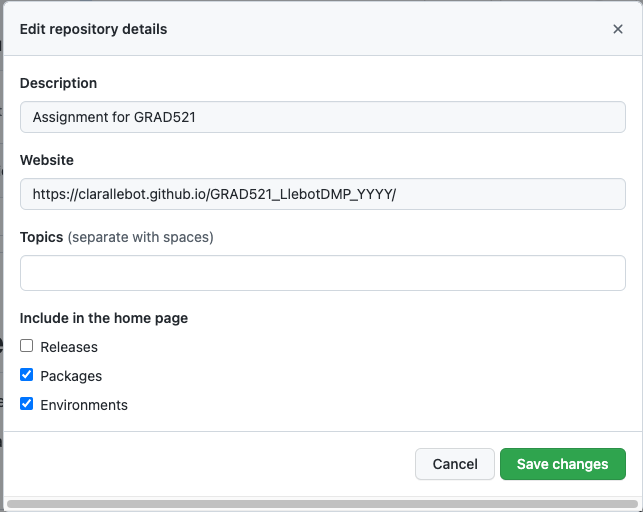 Edit repository details
Description
Assignment for GRAD521
Website
https://clarallebot.github.io/GRAD521_LlebotDMP_YYYY/
Topics (separate with spaces)
Include in the home page
Releases
Packages
Environments
Cancel
Save changes